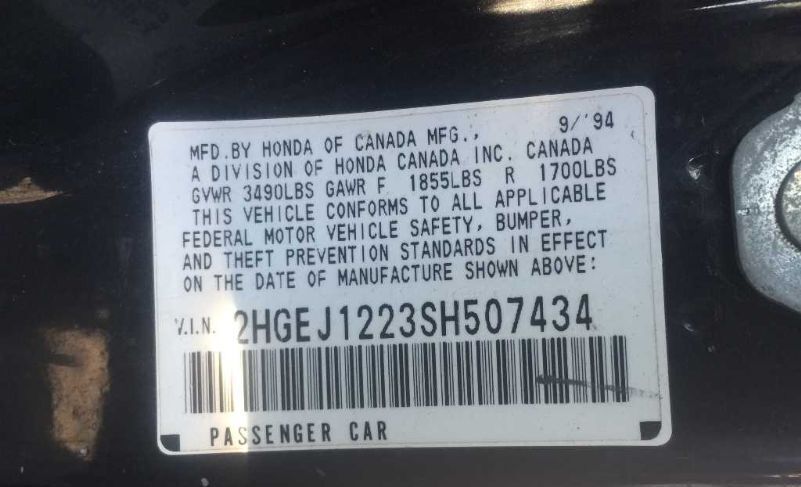 MFD.BY HONDA OF CANADA MFG., 9/'94
A DIVISION OF HONDA CANADA INC. CANADA
GVWR 3490LBS GAWR F 1855LBS R 1700LBS
THIS VEHICLE CONFORMS TO ALL APPLICABLE
FEDERAL MOTOR VEHICLE SAFETY, BUMPER,
AND THEFT PREVENTION STANDARDS IN EFFECT
ON THE DATE OF MANUFACTURE SHOWN ABOVE:
V.I.N. 2HGEJ1223SH507434
PASSENGER CAR